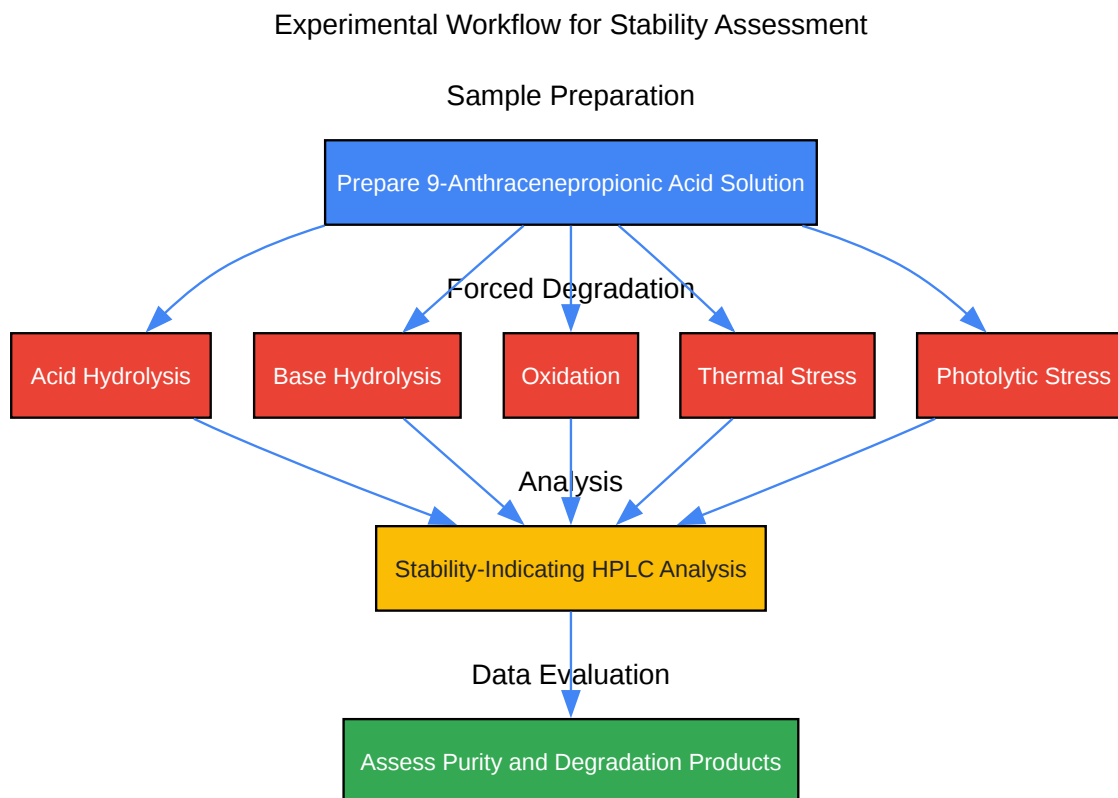 Experimental Workflow for Stability Assessment
Sample Preparation
Prepare 9-Anthracenepropionic Acid Solution
Forced Degradation
Acid Hydrolysis
Base Hydrolysis
Oxidation
Thermal Stress
Photolytic Stress
Analysis
Stability-Indicating HPLC Analysis
Data Evaluation
Assess Purity and Degradation Products